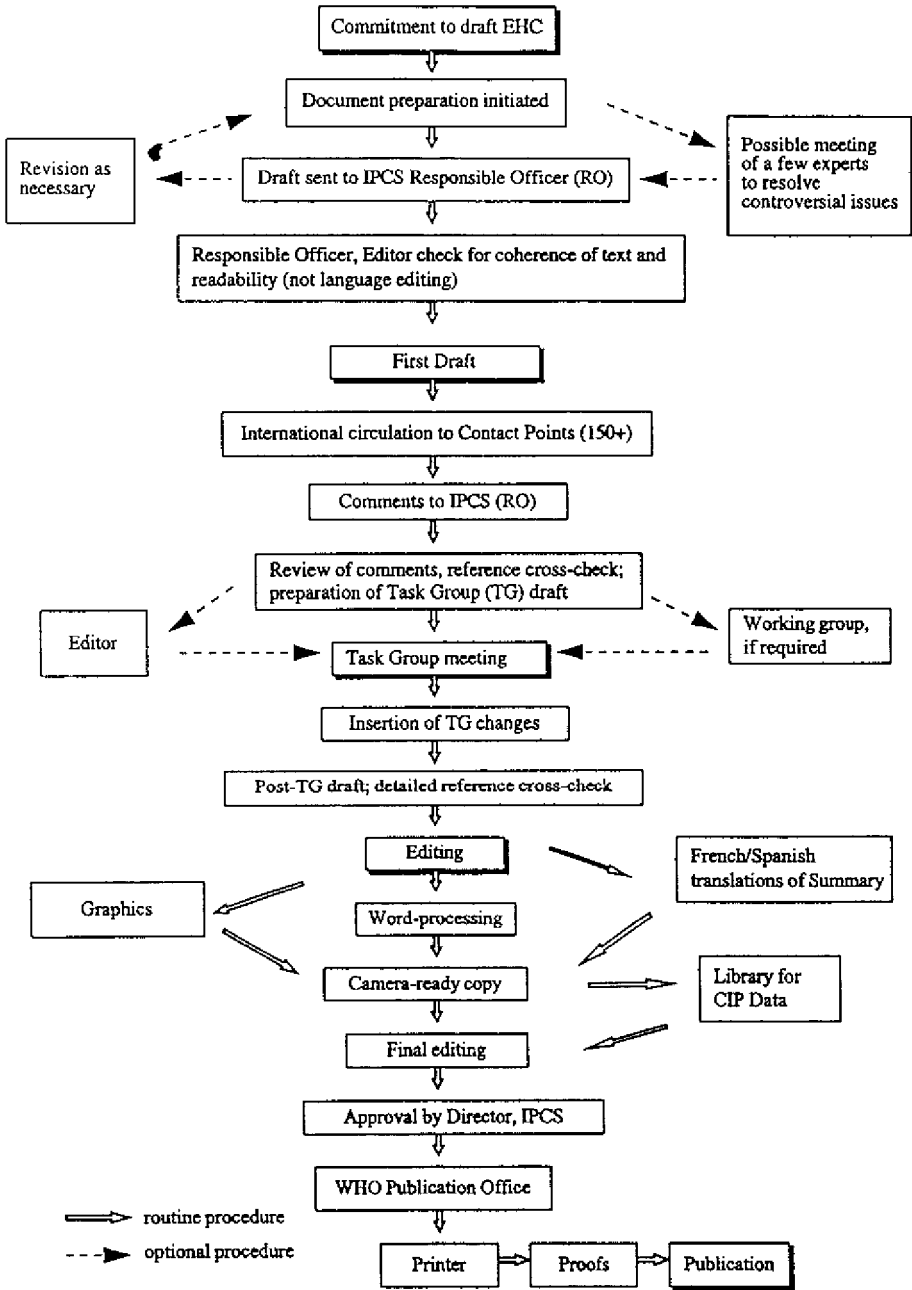 Commitment to draft EHC
Document preparation initiated
Revision as
necessary
Possible meeting
of a few experts
to resolve
controversial issues
Draft sent to IPCS Responsible Officer (RO)
Responsible Officer, Editor check for coherence of text and
readability (not language editing)
First Draft
International circulation to Contact Points (150+)
Comments to IPCS (RO)
Review of comments, reference cross-check;
preparation of Task Group (TG) draft
Editor
Working group,
if required
Task Group meeting
Insertion of TG changes
Post-TG draft; detailed reference cross-check
Editing
French/Spanish
translations of Summary
Graphics
Word-processing
Camera-ready copy
Library for
CIP Data
Final editing
Approval by Director, IPCS
WHO Publication Office
routine procedure
optional procedure
Printer
Proofs
Publication